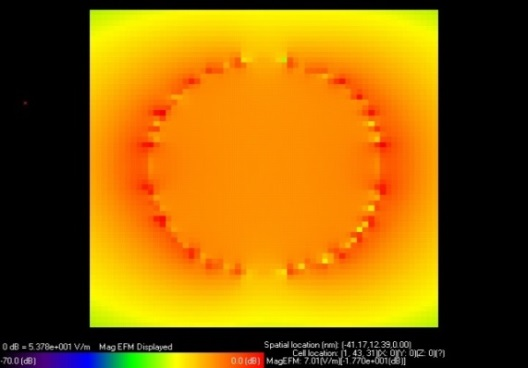 0 dB = 5.378e+001 V/m Mag EFM Displayed
-70.0 (dB) 0.0 (dB)
Spatial location (nm): (-41.17,12.39,0.00)
Cell location: (1, 43, 31)[X: 0][Y: 0][Z: 0](?)
MagEFM: 7.01[V/m][-1.770e+001(dB)]